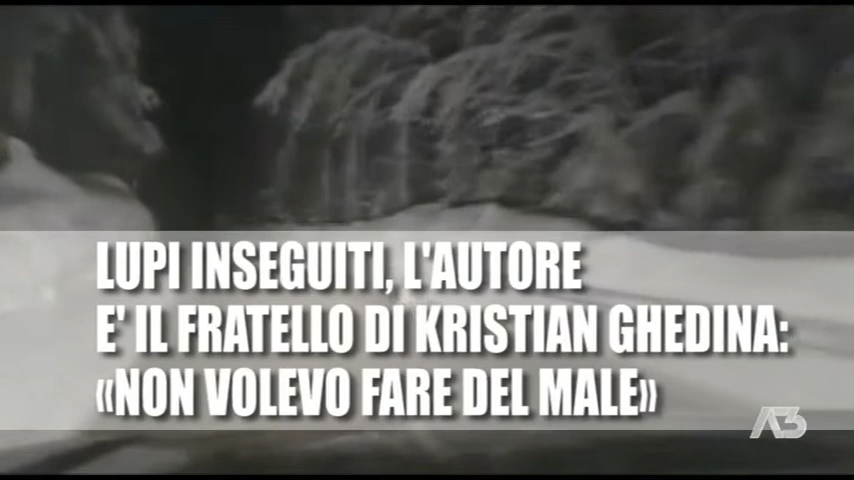 LUPI INSEGUITI, L'AUTORE
E' IL FRATELLO DI KRISTIAN GHEDINA:
«NON VOLEVO FARE DEL MALE»
A3